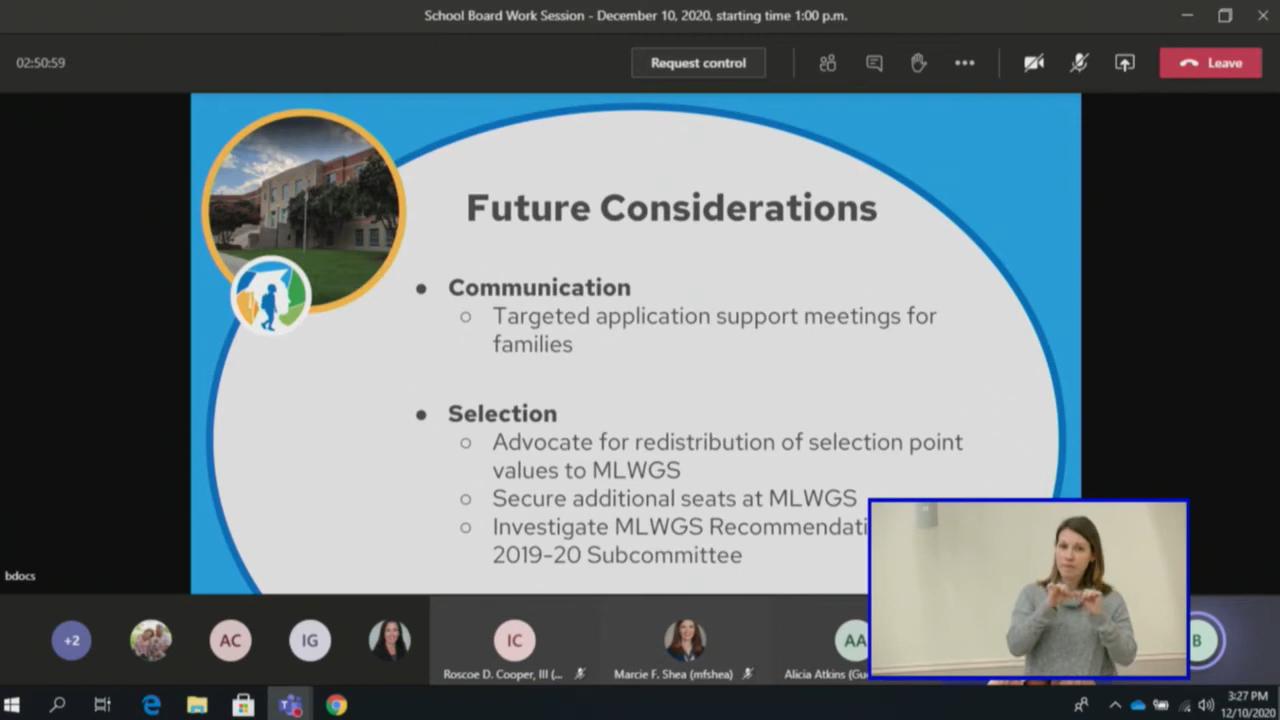 School Board Work Session - December 10, 2020, starting time 1:00 p.m.
02:50:59
Request control
Leave
Future Considerations
Communication
Targeted application support meetings for
families
Selection
Advocate for redistribution of selection point
values to MLWGS
Secure additional seats at MLWGS
Investigate MLWGS Recommendati
2019-20 Subcommittee
bdocs
+2
AC
IG
IC
AA
B
Roscoe D. Cooper, III (...
Marcie F. Shea (mfshea)
Alicia Atkins (Gu
3:27 PM
12/10/2020